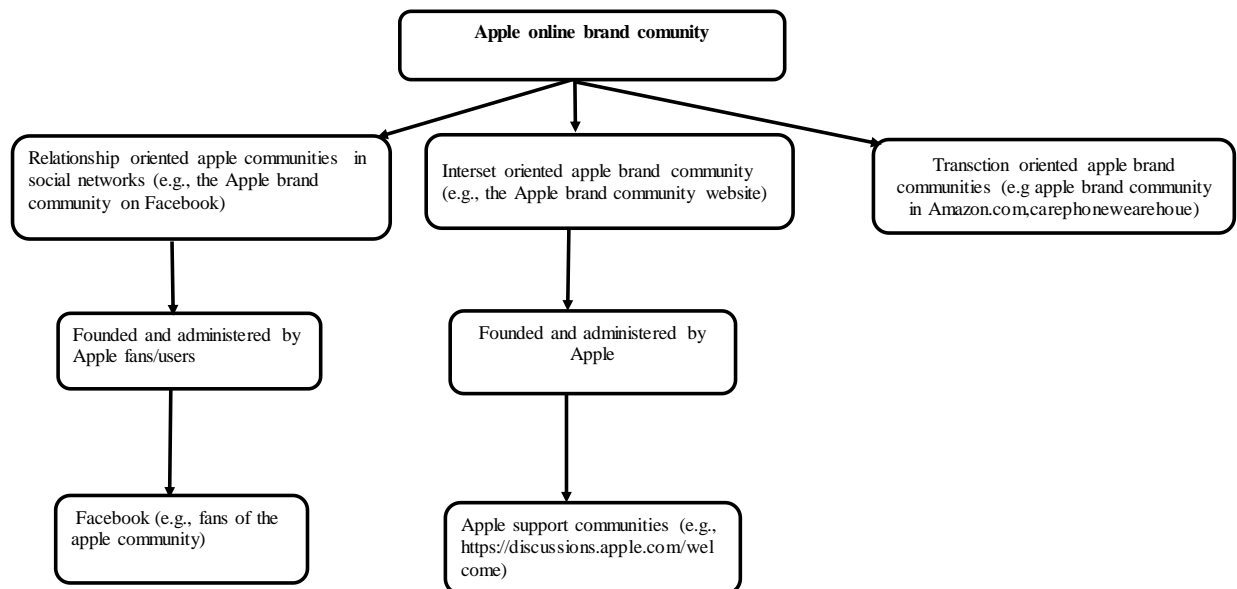 Apple online brand comunity
Relationship oriented apple communities in
social networks (e.g., the Apple brand
community on Facebook)
Interset oriented apple brand community
(e.g., the Apple brand community website)
Transction oriented apple brand
communities (e.g apple brand community
in Amazon.com,carephonewearehoue)
Founded and administered by
Apple fans/users
Founded and administered by
Apple
Facebook (e.g., fans of the
apple community)
Apple support communities (e.g.,
https://discussions.apple.com/wel
come)